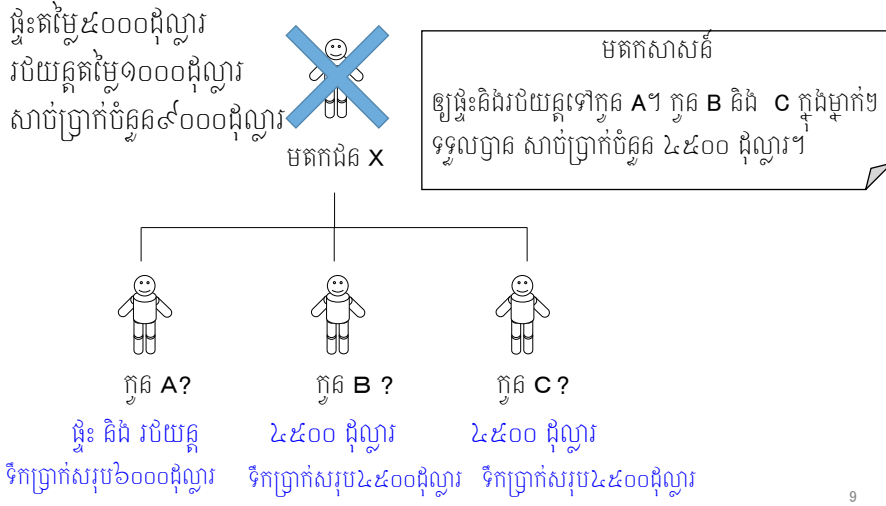 ផ្ទះតម្លៃ៥០០០ដុល្លារ
រថយន្តតម្លៃ១០០០ដុល្លារ
សាច់ប្រាក់ចំនួន៩០០០ដុល្លារ
មតកជន X
មតកសាសន៍
ឲ្យផ្ទះនិងរថយន្តទៅកូន A។ កូន B និង C ក្នុងម្នាក់ៗ
ទទួលបាន សាច់ប្រាក់ចំនួន ៤៥០០ ដុល្លារ។
កូន A?
កូន B ?
កូន C ?
ផ្ទះ និង រថយន្ត
៤៥០០ ដុល្លារ
៤៥០០ ដុល្លារ
ទឹកប្រាក់សរុប៦០០០ដុល្លារ
ទឹកប្រាក់សរុប៤៥០០ដុល្លារ
ទឹកប្រាក់សរុប៤៥០០ដុល្លារ
9